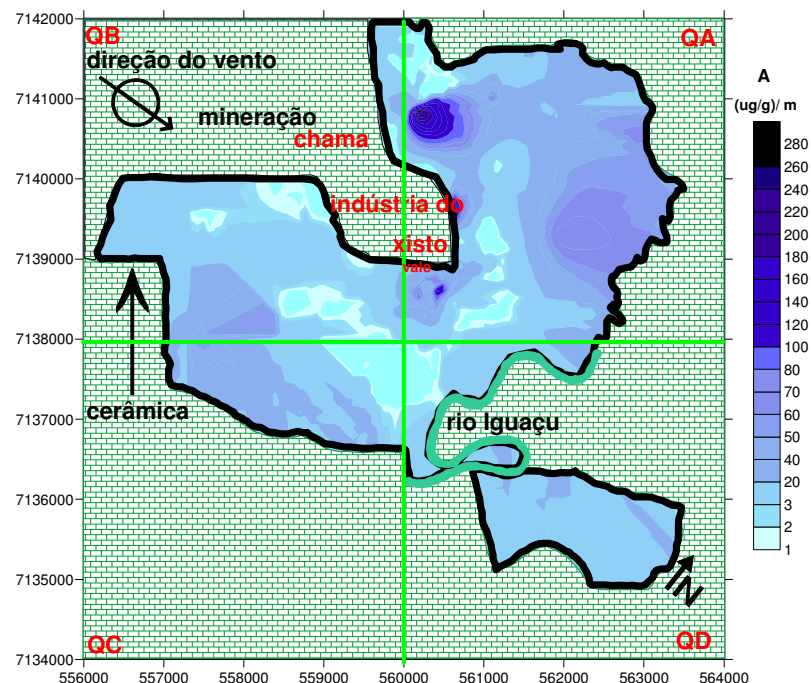 7142000
QB
QA
direção do vento
A
(ug/g)/ m
7141000
mineração
chama
280
260
240
220
200
180
160
140
120
100
80
70
60
50
40
20
3
2
1
7140000
indústria do
xisto
vale
7139000
7138000
cerâmica
7137000
rio Iguaçu
7136000
7135000
N
QC
QD
7134000
556000 557000 558000 559000 560000 561000 562000 563000 564000